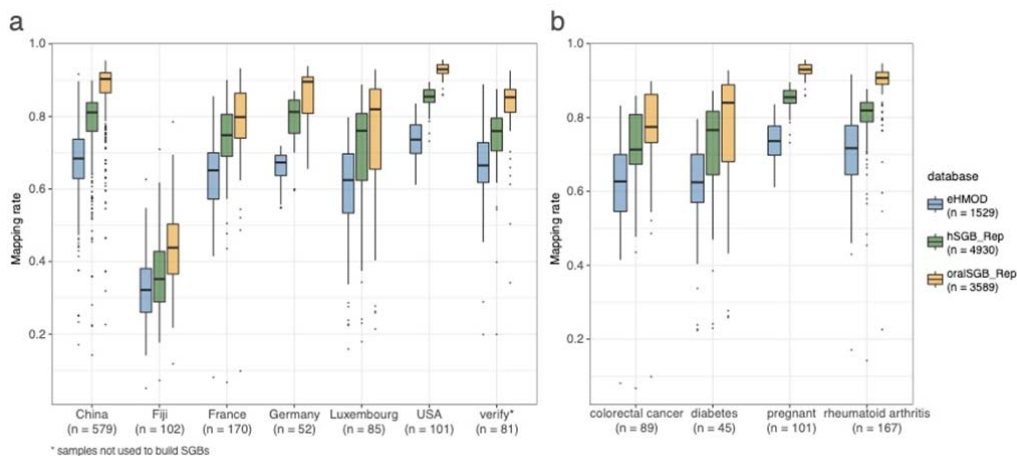 a
b
Mapping rate
1.0
0.8
0.6
0.4
0.2
China
(n = 579)
Fiji
(n = 102)
France
(n = 170)
Germany
(n = 52)
Luxembourg
(n = 85)
USA
(n = 101)
verify*
(n = 81)
* samples not used to build SGBs
Mapping rate
1.0
0.8
0.6
0.4
0.2
colorectal cancer
(n = 89)
diabetes
(n = 45)
pregnant
(n = 101)
rheumatoid arthritis
(n = 167)
database
eHMOD
(n = 1529)
hSGB_Rep
(n = 4930)
oralSGB_Rep
(n = 3589)